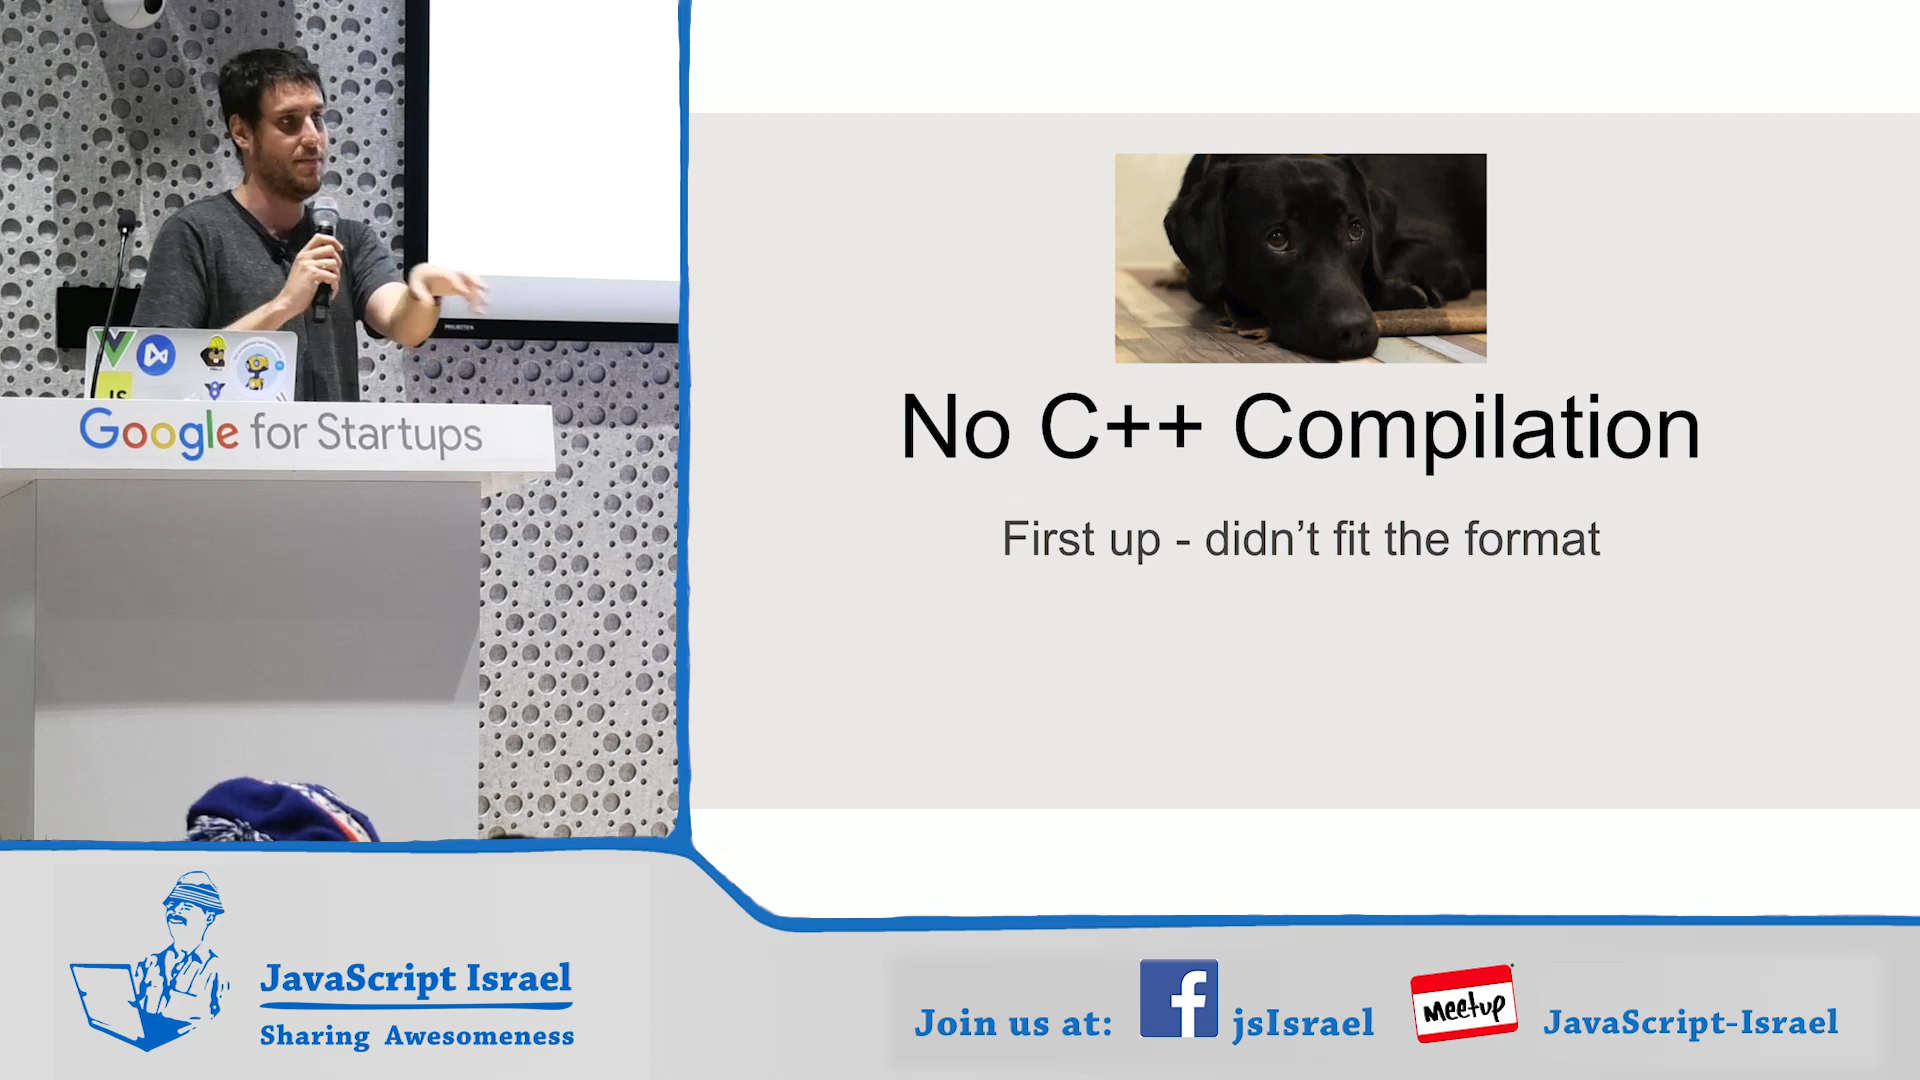 JS
Google for Startups
No C++ Compilation
First up - didn’t fit the format
JavaScript Israel
Sharing Awesomeness
Join us at:
jsIsrael
Meetup
JavaScript-Israel